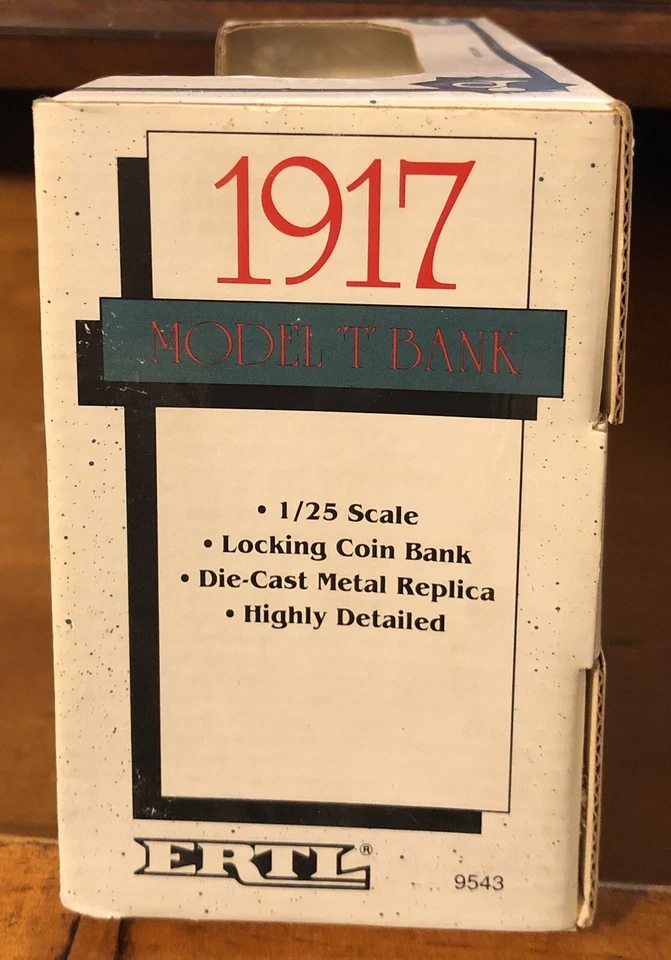 1917
MODEL 'T' BANK
• 1/25 Scale
• Locking Coin Bank
• Die-Cast Metal Replica
• Highly Detailed
ERTL®
9543